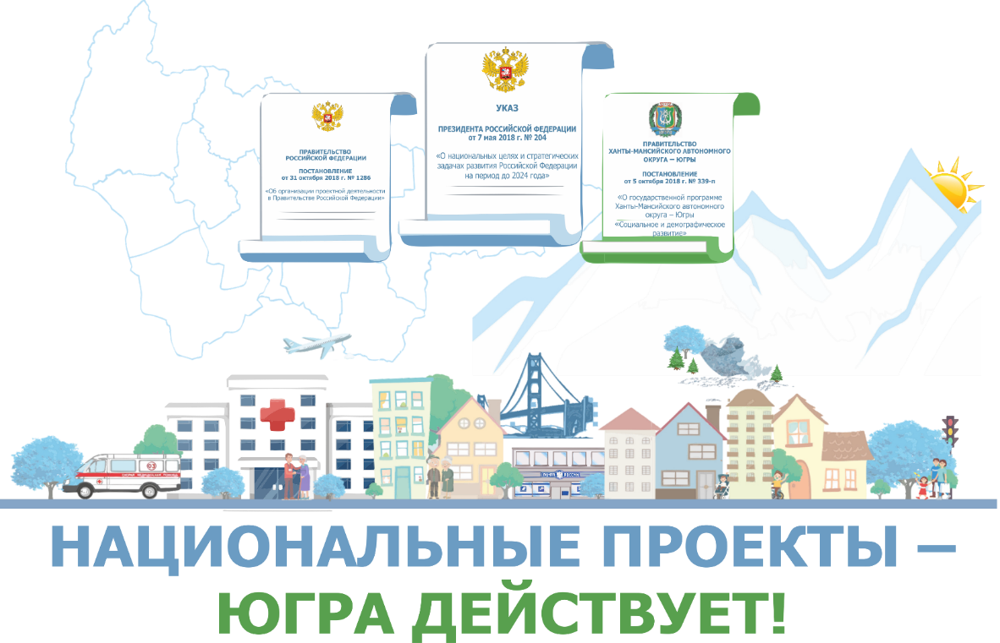 ПРАВИТЕЛЬСТВО
РОССИЙСКОЙ ФЕДЕРАЦИИ
ПОСТАНОВЛЕНИЕ
от 31 октября 2018 г. № 1286
«Об организации проектной деятельности
в Правительстве Российской Федерации»
УКАЗ
ПРЕЗИДЕНТА РОССИЙСКОЙ ФЕДЕРАЦИИ
от 7 мая 2018 г. № 204
«О национальных целях и стратегических
задачах развития Российской Федерации
на период до 2024 года»
ПРАВИТЕЛЬСТВО
ХАНТЫ-МАНСИЙСКОГО АВТОНОМНОГО
ОКРУГА – ЮГРЫ
ПОСТАНОВЛЕНИЕ
от 5 октября 2018 г. № 339-п
«О государственной программе
Ханты-Мансийского автономного
округа – Югры
«Социальное и демографическое
развитие»
03
СКОРАЯ МЕДИЦИНСКАЯ ПОМОЩЬ
ПОЧТА РОССИИ
НАЦИОНАЛЬНЫЕ ПРОЕКТЫ –
ЮГРА ДЕЙСТВУЕТ!